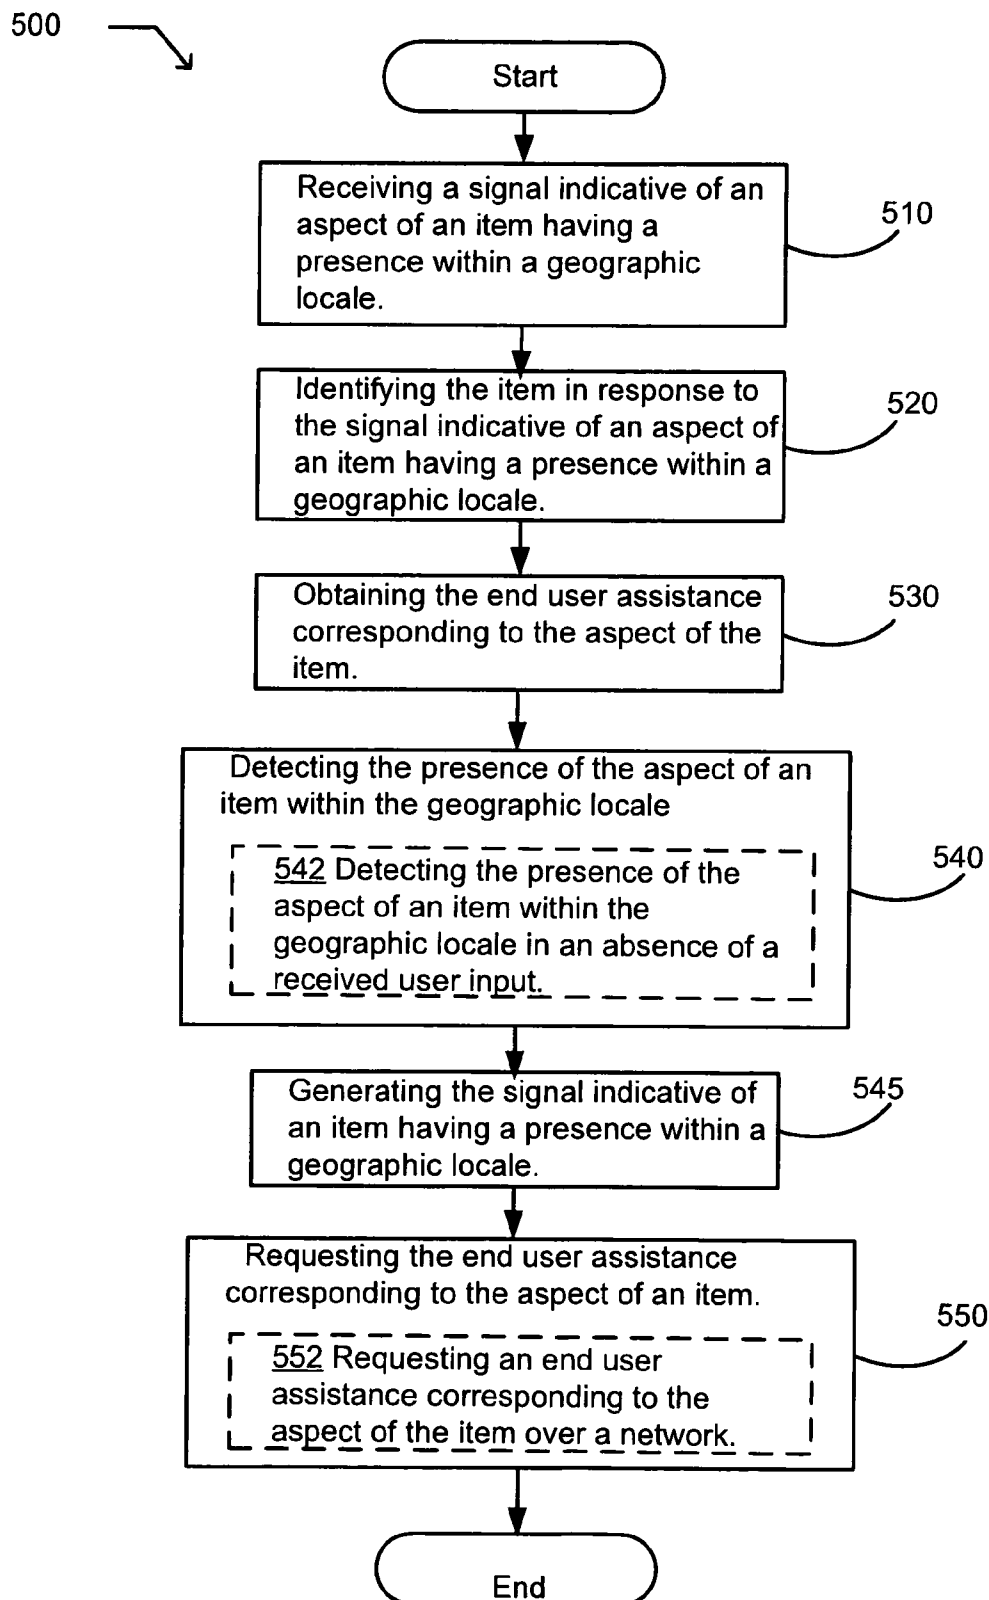 500
Start
Receiving a signal indicative of an
aspect of an item having a
presence within a geographic
locale.
510
Identifying the item in response to
the signal indicative of an aspect of
an item having a presence within a
geographic locale.
520
Obtaining the end user assistance
corresponding to the aspect of the
item.
530
Detecting the presence of the aspect of an
item within the geographic locale
542 Detecting the presence of the
aspect of an item within the
geographic locale in an absence of a
received user input.
540
Generating the signal indicative of
an item having a presence within a
geographic locale.
545
Requesting the end user assistance
corresponding to the aspect of an item.
552 Requesting an end user
assistance corresponding to the
aspect of the item over a network.
550
End